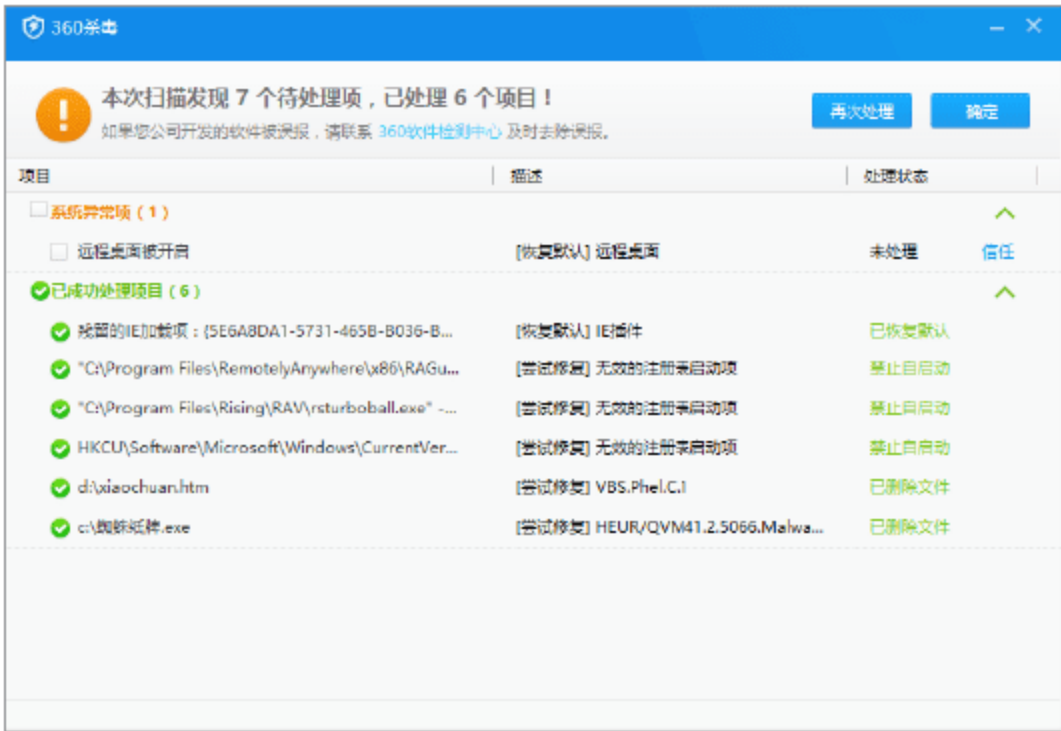 360杀毒
本次扫描发现 7 个待处理项，已处理 6 个项目！
如果您公司开发的软件被误报，请联系 360软件检测中心 及时去除误报。
再次处理 确定
项目 描述 处理状态
系统异常项（1）
远程桌面被开启 [恢复默认] 远程桌面 未处理 信任
已成功处理项目（6）
残留的IE加载项：{5E6A8DA1-5731-465B-B036-B... [恢复默认] IE插件 已恢复默认
"C:\Program Files\RemotelyAnywhere\x86\RAGu... [尝试修复] 无效的注册表启动项 禁止自启动
"C:\Program Files\Rising\RAV\rsturboball.exe" -... [尝试修复] 无效的注册表启动项 禁止自启动
HKCU\Software\Microsoft\Windows\CurrentVer... [尝试修复] 无效的注册表启动项 禁止自启动
d:\xiaochuan.htm [尝试修复] VBS.Phel.C.1 已删除文件
c:\蜘蛛纸牌.exe [尝试修复] HEUR/QVM41.2.5066.Malwa... 已删除文件